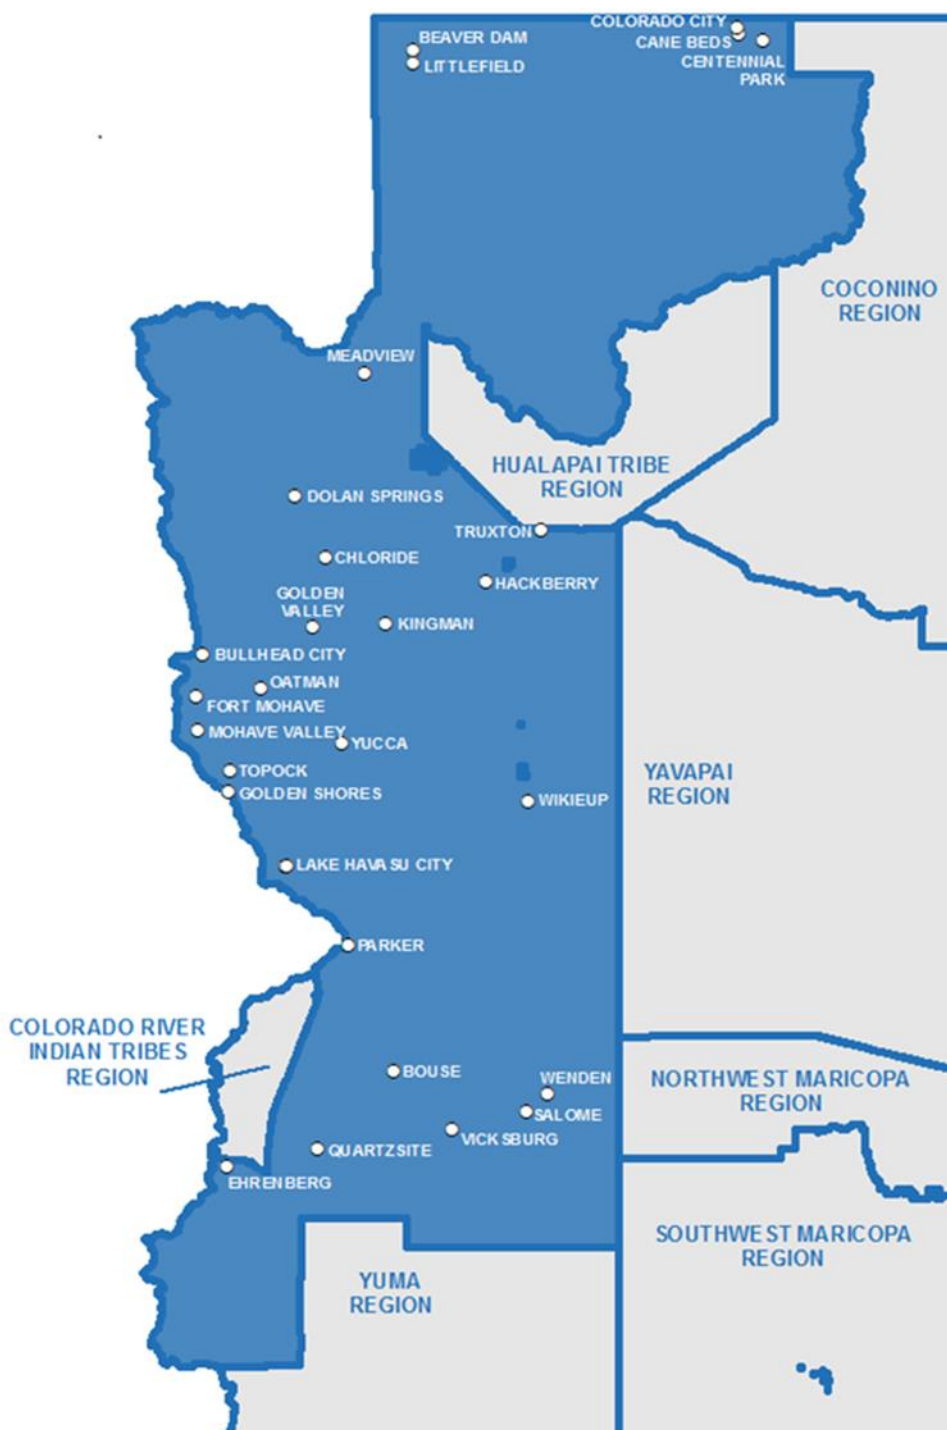 COLORADO CITY
BEAVER DAM
CANE BEDS
LITTLEFIELD
CENTENNIAL
PARK
COCONINO
REGION
MEADVIEW
HUALAPAI TRIBE
REGION
DOLAN SPRINGS
TRUXTON
CHLORIDE
HACKBERRY
GOLDEN
VALLEY
KINGMAN
BULLHEAD CITY
OATMAN
FORT MOHAVE
MOHAVE VALLEY
YUCCA
TOPOCK
YAVAPAI
REGION
GOLDEN SHORES
WIKIEUP
LAKE HAVASU CITY
PARKER
COLORADO RIVER
INDIAN TRIBES
REGION
BOUSE
WENDEN
NORTHWEST MARICOPA
REGION
SALOME
VICKSBURG
QUARTZSITE
EHRENBERG
SOUTHWEST MARICOPA
REGION
YUMA
REGION